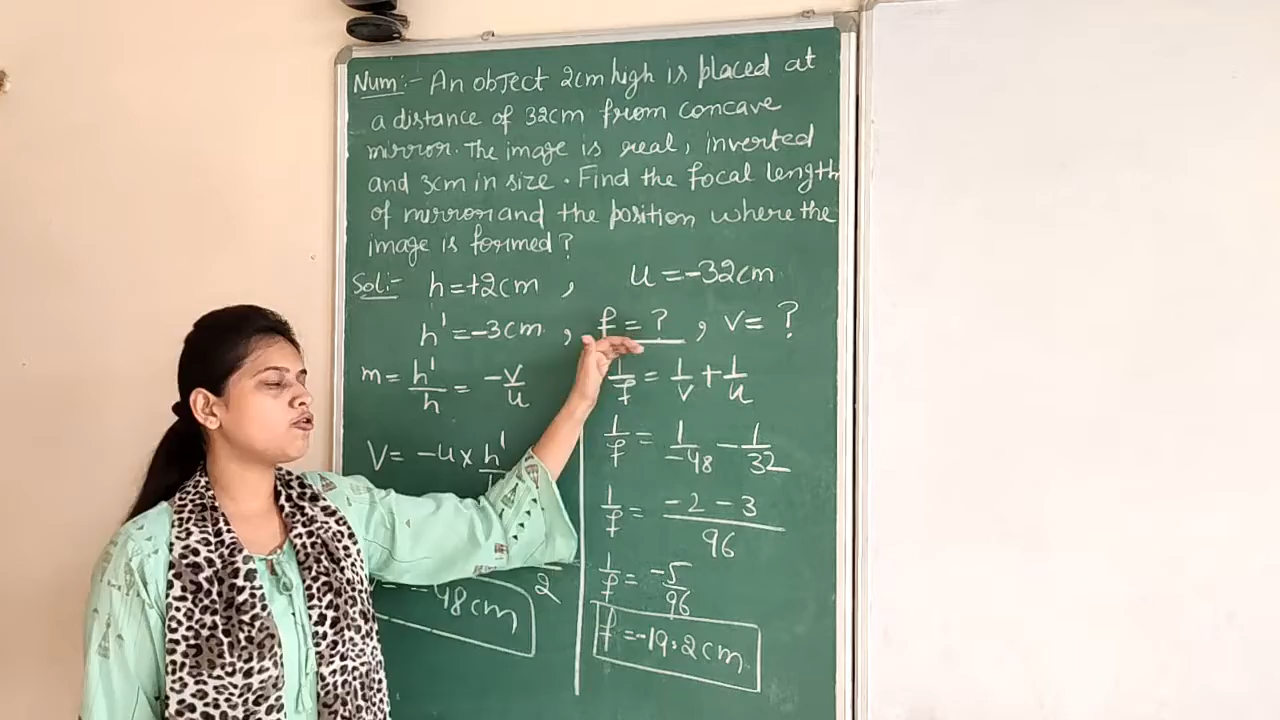 Num:- An object 2cm high is placed at
a distance of 32cm from concave
mirror. The image is real, inverted
and 3cm in size. Find the focal length
of mirror and the position where the
image is formed?
Sol:- h=+2cm, u=-32cm
h'=-3cm, f=?, v=?
m= h'/h = -v/u
V= -u× h'
2
-48cm
1/f = 1/v + 1/u
1/f = 1/-48 - 1/32
1/f = -2-3/96
1/f = -5/96
f=-19.2cm